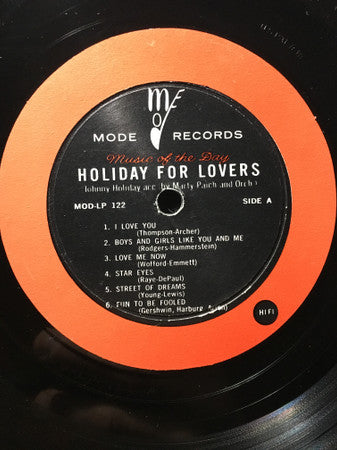 MODE
MODE RECORDS
Music of the Day
HOLIDAY FOR LOVERS
Johnny Holiday acc. by Marty Paich and Orch.
MOD-LP 122 SIDE A
1. I LOVE YOU
(Thompson-Archer)
2. BOYS AND GIRLS LIKE YOU AND ME
(Rodgers-Hammerstein)
3. LOVE ME NOW
(Wolford-Emmett)
4. STAR EYES
(Raye-DePaul)
5. STREET OF DREAMS
(Young-Lewis)
6. FUN TO BE FOOLED
(Gershwin, Harburg
HIFI